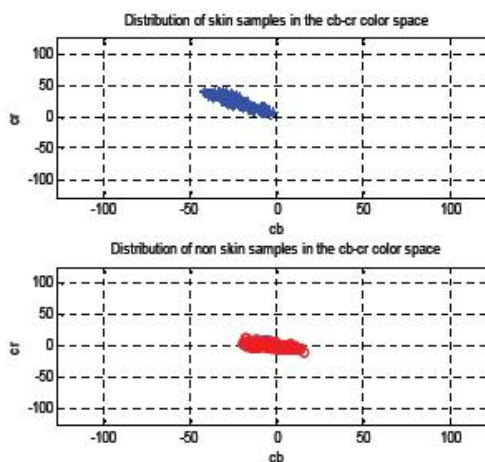 Distribution of skin samples in the cb-cr color space
100
50
0
-50
-100
cr
-100 -50 0 50 100
cb
Distribution of non skin samples in the cb-cr color space
100
50
0
-50
-100
cr
-100 -50 0 50 100
cb